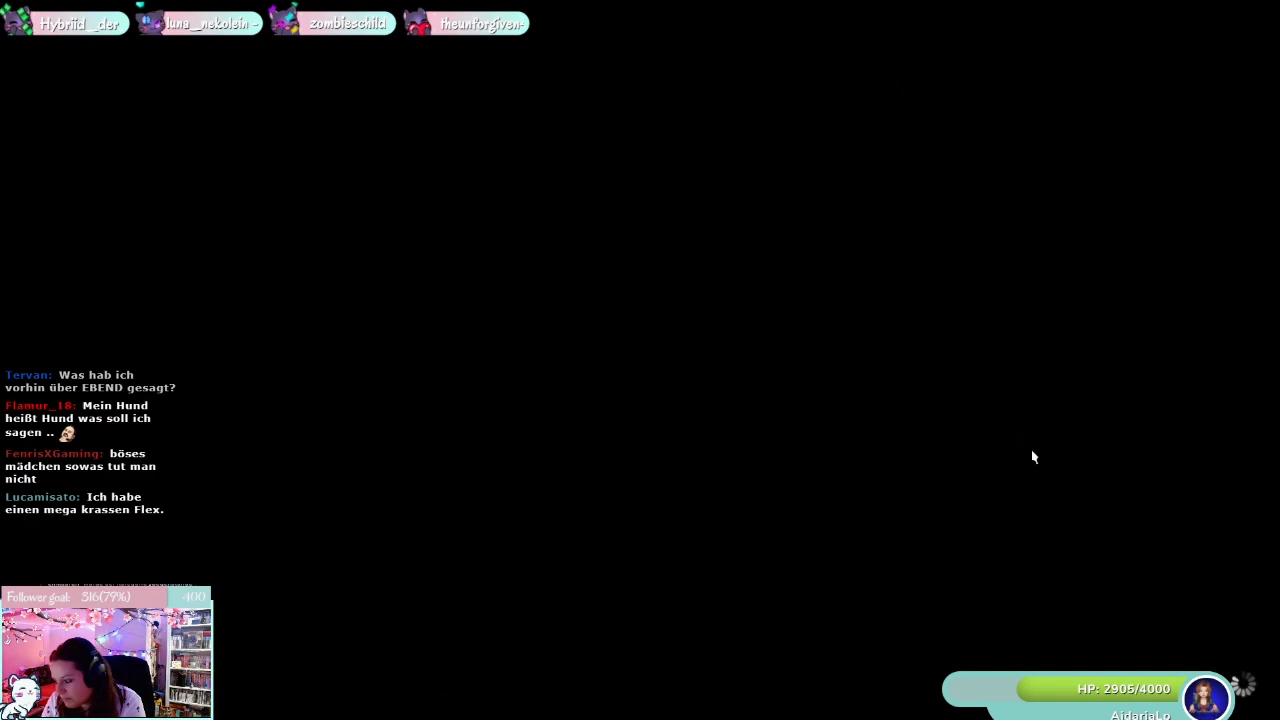 Hybriid_der
luna_nekolein -
zombieschild
theunforgiven-
Tervan: Was hab ich
vorhin über EBEND gesagt?
Flamur_18: Mein Hund
heißt Hund was soll ich
sagen ..
FenrisXGaming: böses
mädchen sowas tut man
nicht
Lucamisato: Ich habe
einen mega krassen Flex.
Follower goal: 316(79%) 400
HP: 2905/4000